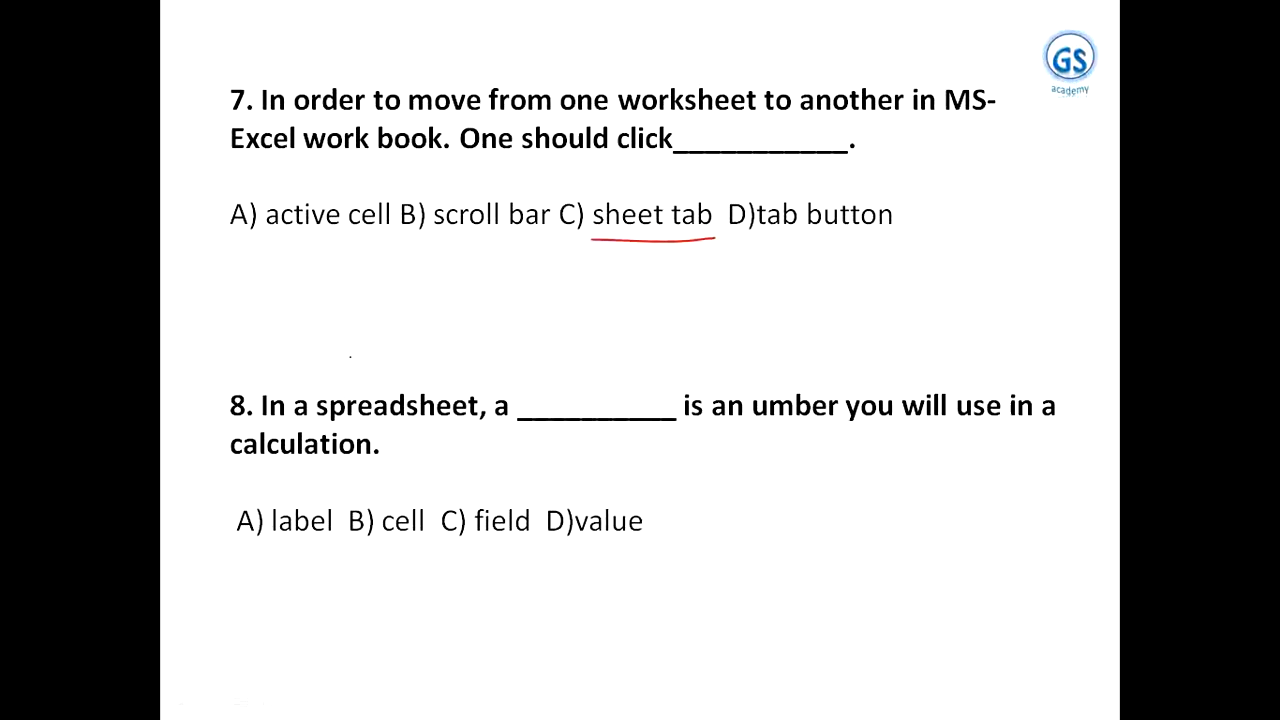 GS
academy
7. In order to move from one worksheet to another in MS-
Excel work book. One should click___________.
A) active cell B) scroll bar C) sheet tab D)tab button
8. In a spreadsheet, a __________ is an umber you will use in a
calculation.
A) label B) cell C) field D)value